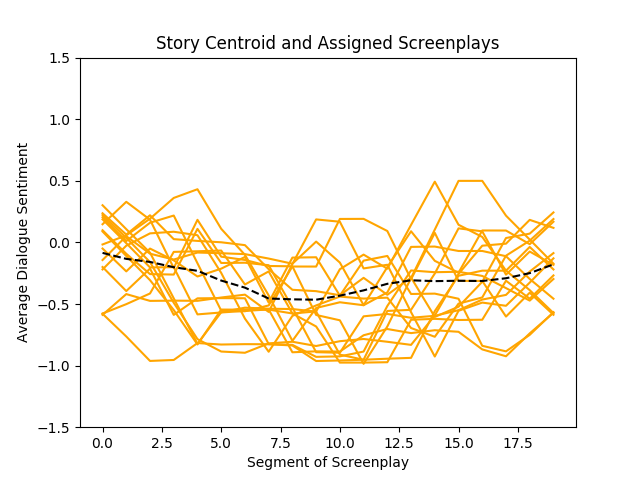 Story Centroid and Assigned Screenplays
1.5
1.0
0.5
0.0
−0.5
−1.0
−1.5
Average Dialogue Sentiment
0.0 2.5 5.0 7.5 10.0 12.5 15.0 17.5
Segment of Screenplay